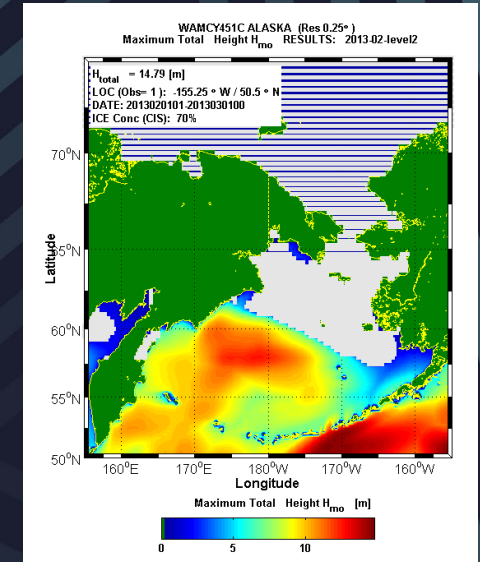 WAMCY451C ALASKA (Res 0.25° )
Maximum Total Height Hmo RESULTS: 2013-02-level2
Htotal = 14.79 [m]
LOC (Obs= 1 ): -155.25 ° W / 50.5 ° N
DATE: 2013020101-2013030100
ICE Conc (CIS): 70%
70°N
65°N
60°N
55°N
50°N
Latitude
160°E 170°E 180°W 170°W 160°W
Longitude
Maximum Total Height Hmo [m]
0 5 10